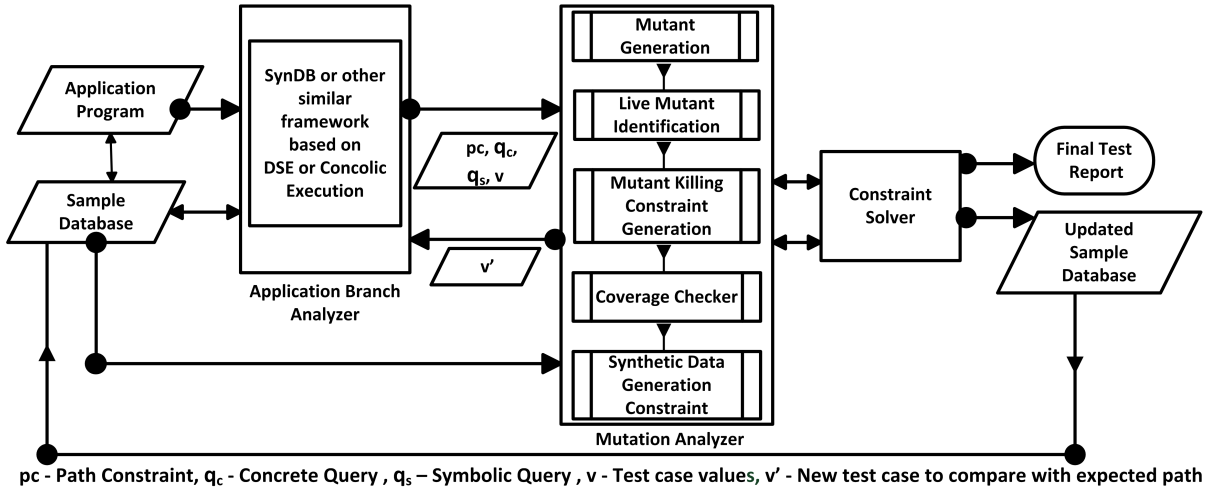 Application
Program
Sample
Database
SynDB or other
similar
framework
based on
DSE or Concolic
Execution
Application Branch
Analyzer
pc, qc,
qs, v
v’
Mutant
Generation
Live Mutant
Identification
Mutant Killing
Constraint
Generation
Coverage Checker
Synthetic Data
Generation
Constraint
Mutation Analyzer
Constraint
Solver
Final Test
Report
Updated
Sample
Database
pc - Path Constraint, qc - Concrete Query , qs – Symbolic Query , v - Test case values, v’ - New test case to compare with expected path